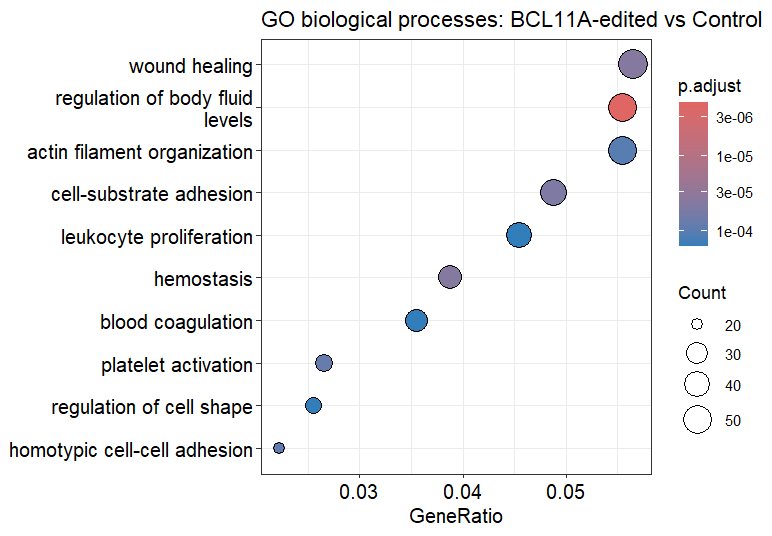 GO biological processes: BCL11A-edited vs Control
wound healing
regulation of body fluid
levels
actin filament organization
cell-substrate adhesion
leukocyte proliferation
hemostasis
blood coagulation
platelet activation
regulation of cell shape
homotypic cell-cell adhesion
0.03
0.04
0.05
GeneRatio
p.adjust
3e-06
1e-05
3e-05
1e-04
Count
20
30
40
50